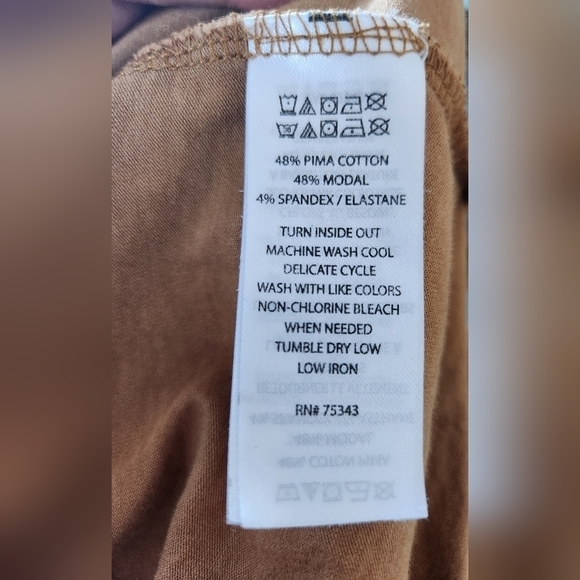 48% PIMA COTTON
48% MODAL
4% SPANDEX / ELASTANE
TURN INSIDE OUT
MACHINE WASH COOL
DELICATE CYCLE
WASH WITH LIKE COLORS
NON-CHLORINE BLEACH
WHEN NEEDED
TUMBLE DRY LOW
LOW IRON
RN# 75343